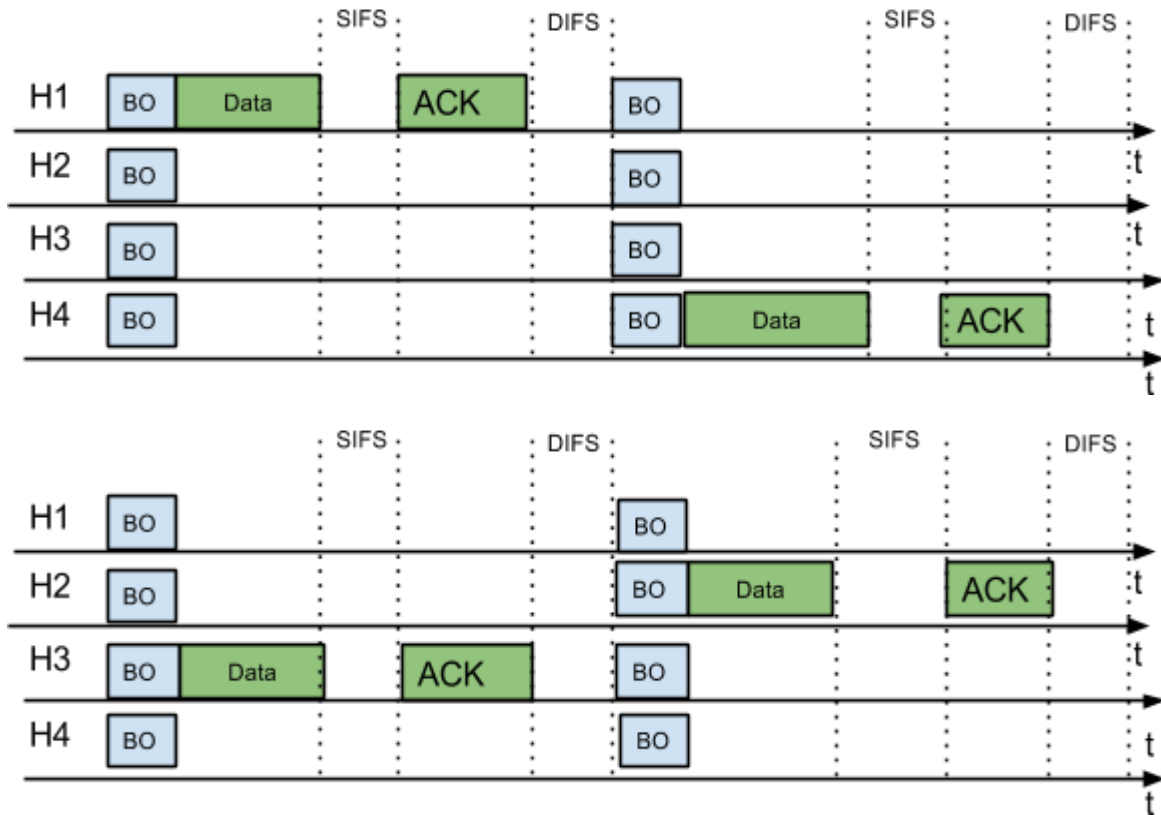 SIFS DIFS SIFS DIFS
H1 BO Data ACK BO
t
H2 BO BO
t
H3 BO BO
t
H4 BO BO Data ACK
t
SIFS DIFS SIFS DIFS
H1 BO BO
t
H2 BO BO Data ACK
t
H3 BO Data ACK BO
t
H4 BO BO
t